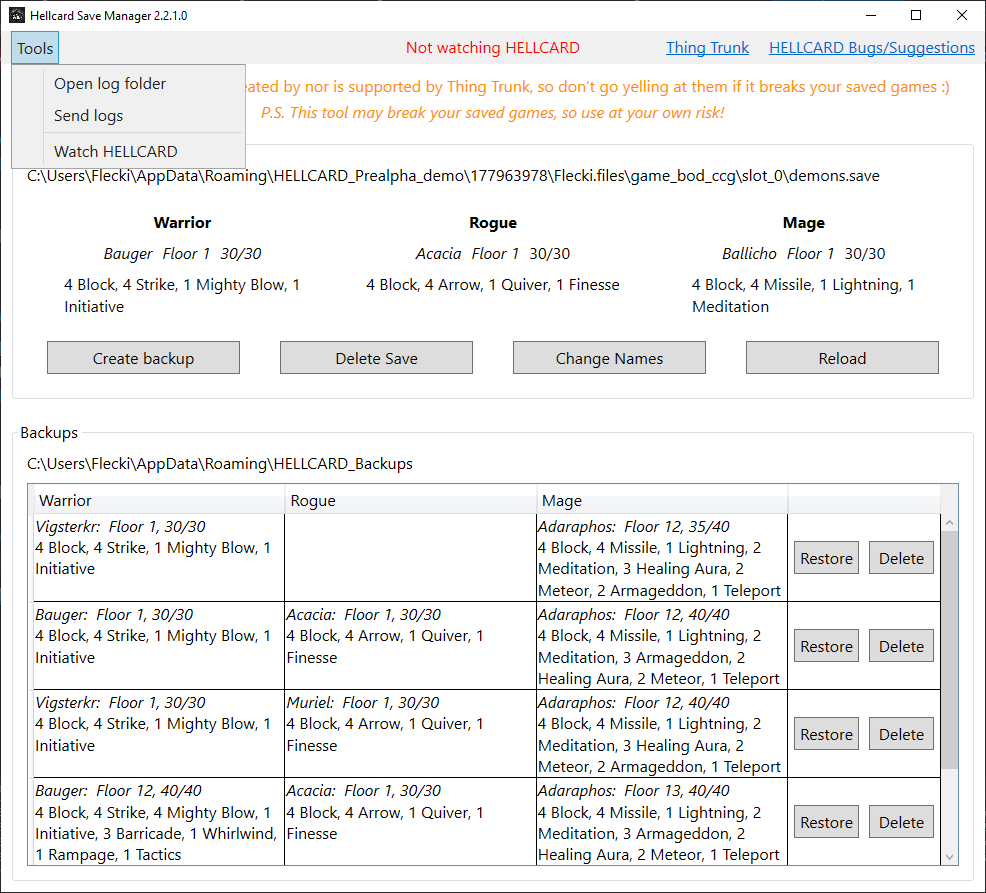 Hellcard Save Manager 2.2.1.0
Tools
Not watching HELLCARD
Thing Trunk
HELLCARD Bugs/Suggestions
Open log folder
Send logs
Watch HELLCARD
by nor is supported by Thing Trunk, so don't go yelling at them if it breaks your saved games :)
P.S. This tool may break your saved games, so use at your own risk!
C:\Users\Flecki\AppData\Roaming\HELLCARD_Prealpha_demo\177963978\Flecki.files\game_bod_ccg\slot_0\demons.save
Warrior
Bauger Floor 1 30/30
4 Block, 4 Strike, 1 Mighty Blow, 1
Initiative
Rogue
Acacia Floor 1 30/30
4 Block, 4 Arrow, 1 Quiver, 1 Finesse
Mage
Ballicho Floor 1 30/30
4 Block, 4 Missile, 1 Lightning, 1
Meditation
Create backup
Delete Save
Change Names
Reload
Backups
C:\Users\Flecki\AppData\Roaming\HELLCARD_Backups
Warrior
Rogue
Mage
Vigsterkr: Floor 1, 30/30
4 Block, 4 Strike, 1 Mighty Blow, 1
Initiative
Adaraphos: Floor 12, 35/40
4 Block, 4 Missile, 1 Lightning, 2
Meditation, 3 Healing Aura, 2
Meteor, 2 Armageddon, 1 Teleport
Restore
Delete
Bauger: Floor 1, 30/30
4 Block, 4 Strike, 1 Mighty Blow, 1
Initiative
Acacia: Floor 1, 30/30
4 Block, 4 Arrow, 1 Quiver, 1
Finesse
Adaraphos: Floor 12, 40/40
4 Block, 4 Missile, 1 Lightning, 2
Meditation, 3 Armageddon, 2
Healing Aura, 2 Meteor, 1 Teleport
Restore
Delete
Vigsterkr: Floor 1, 30/30
4 Block, 4 Strike, 1 Mighty Blow, 1
Initiative
Muriel: Floor 1, 30/30
4 Block, 4 Arrow, 1 Quiver, 1
Finesse
Adaraphos: Floor 12, 40/40
4 Block, 4 Missile, 1 Lightning, 2
Meditation, 3 Healing Aura, 2
Meteor, 2 Armageddon, 1 Teleport
Restore
Delete
Bauger: Floor 12, 40/40
4 Block, 4 Strike, 4 Mighty Blow, 1
Initiative, 3 Barricade, 1 Whirlwind,
1 Rampage, 1 Tactics
Acacia: Floor 1, 30/30
4 Block, 4 Arrow, 1 Quiver, 1
Finesse
Adaraphos: Floor 13, 40/40
4 Block, 4 Missile, 1 Lightning, 2
Meditation, 3 Armageddon, 2
Healing Aura, 2 Meteor, 1 Teleport
Restore
Delete